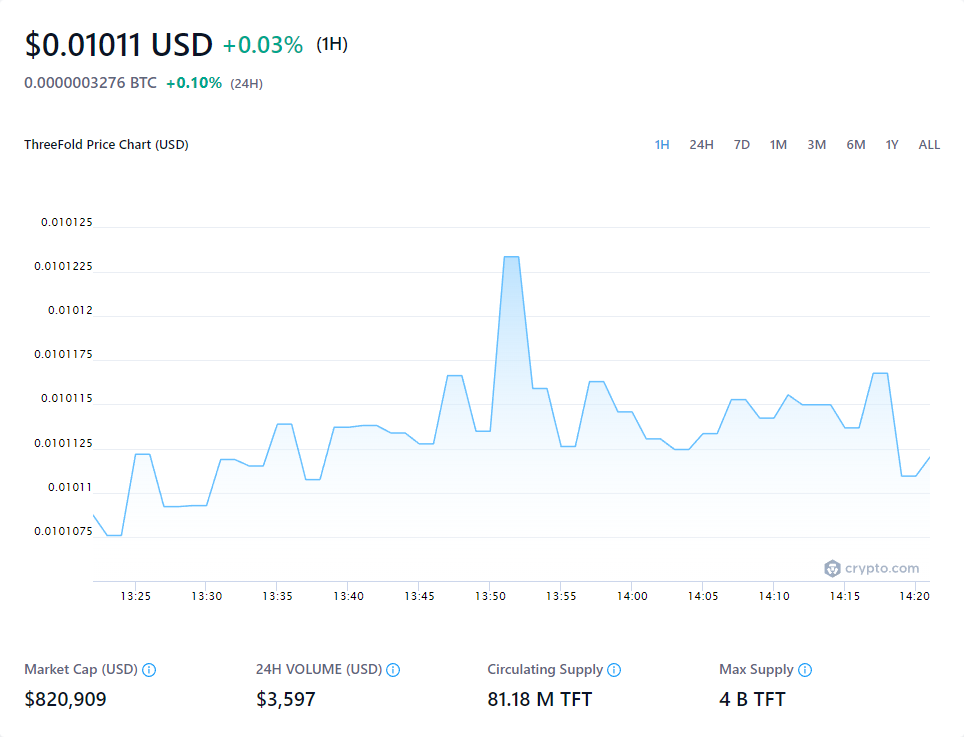 $0.01011 USD +0.03% (1H)
0.0000003276 BTC +0.10% (24H)
ThreeFold Price Chart (USD) 1H 24H 7D 1M 3M 6M 1Y ALL
0.010125
0.0101225
0.01012
0.0101175
0.010115
0.0101125
0.01011
0.0101075
crypto.com
13:25 13:30 13:35 13:40 13:45 13:50 13:55 14:00 14:05 14:10 14:15 14:20
Market Cap (USD) 24H VOLUME (USD) Circulating Supply Max Supply
$820,909 $3,597 81.18 M TFT 4 B TFT